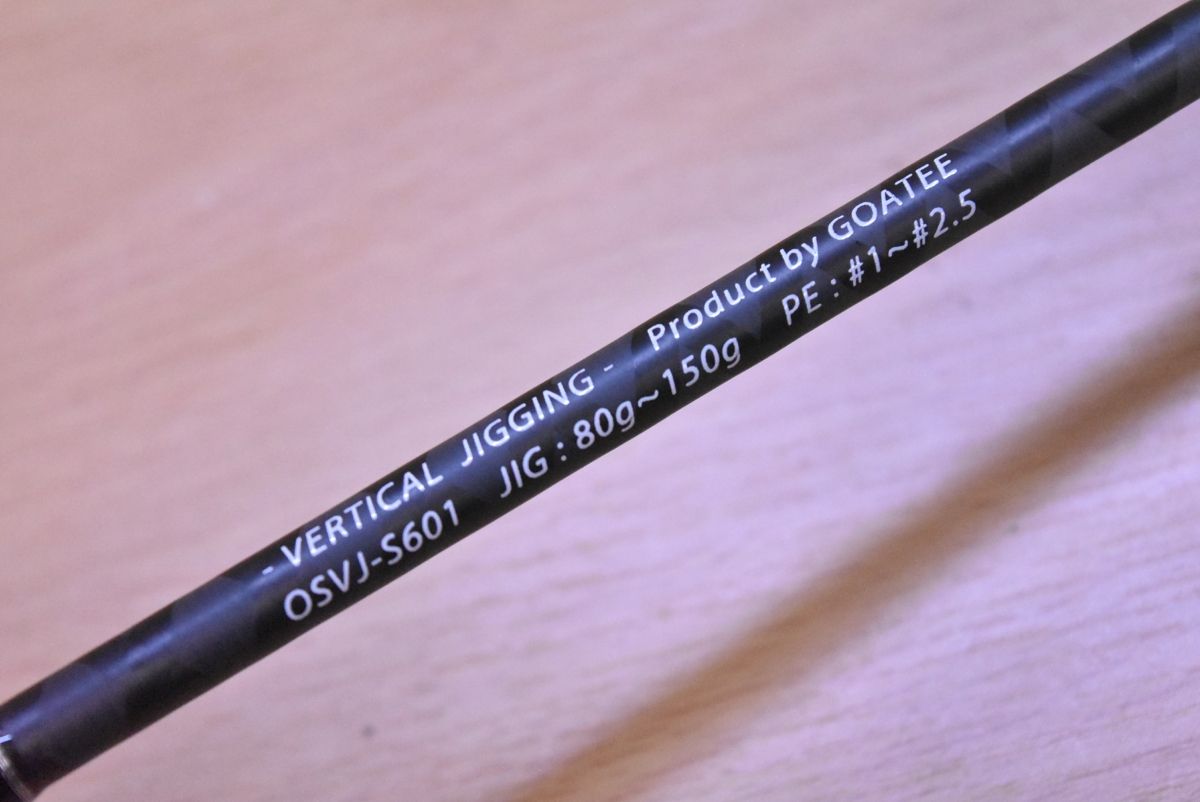 - VERTICAL JIGGING - Product by GOATEE
OSVJ-S601 JIG : 80g~150g PE : #1~#2.5